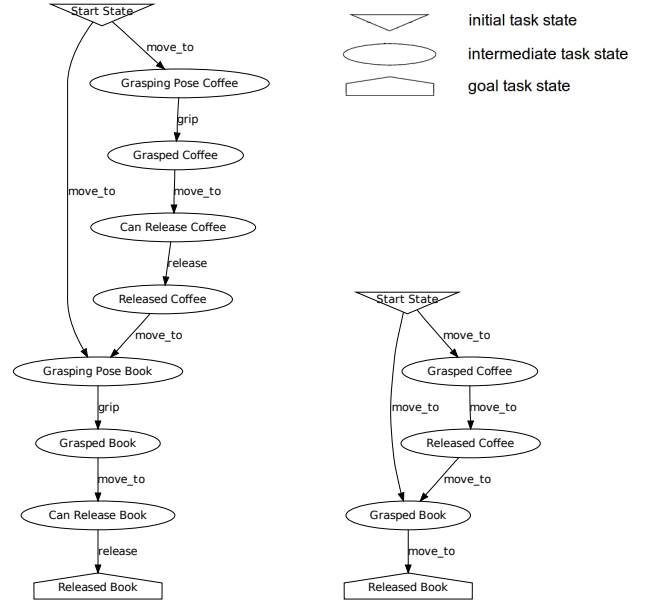 Start State
move_to
Grasping Pose Coffee
grip
Grasped Coffee
move_to
move_to
Can Release Coffee
release
Released Coffee
move_to
Grasping Pose Book
grip
Grasped Book
move_to
Can Release Book
release
Released Book
initial task state
intermediate task state
goal task state
Start State
move_to
Grasped Coffee
move_to
move_to
Released Coffee
move_to
Grasped Book
move_to
Released Book